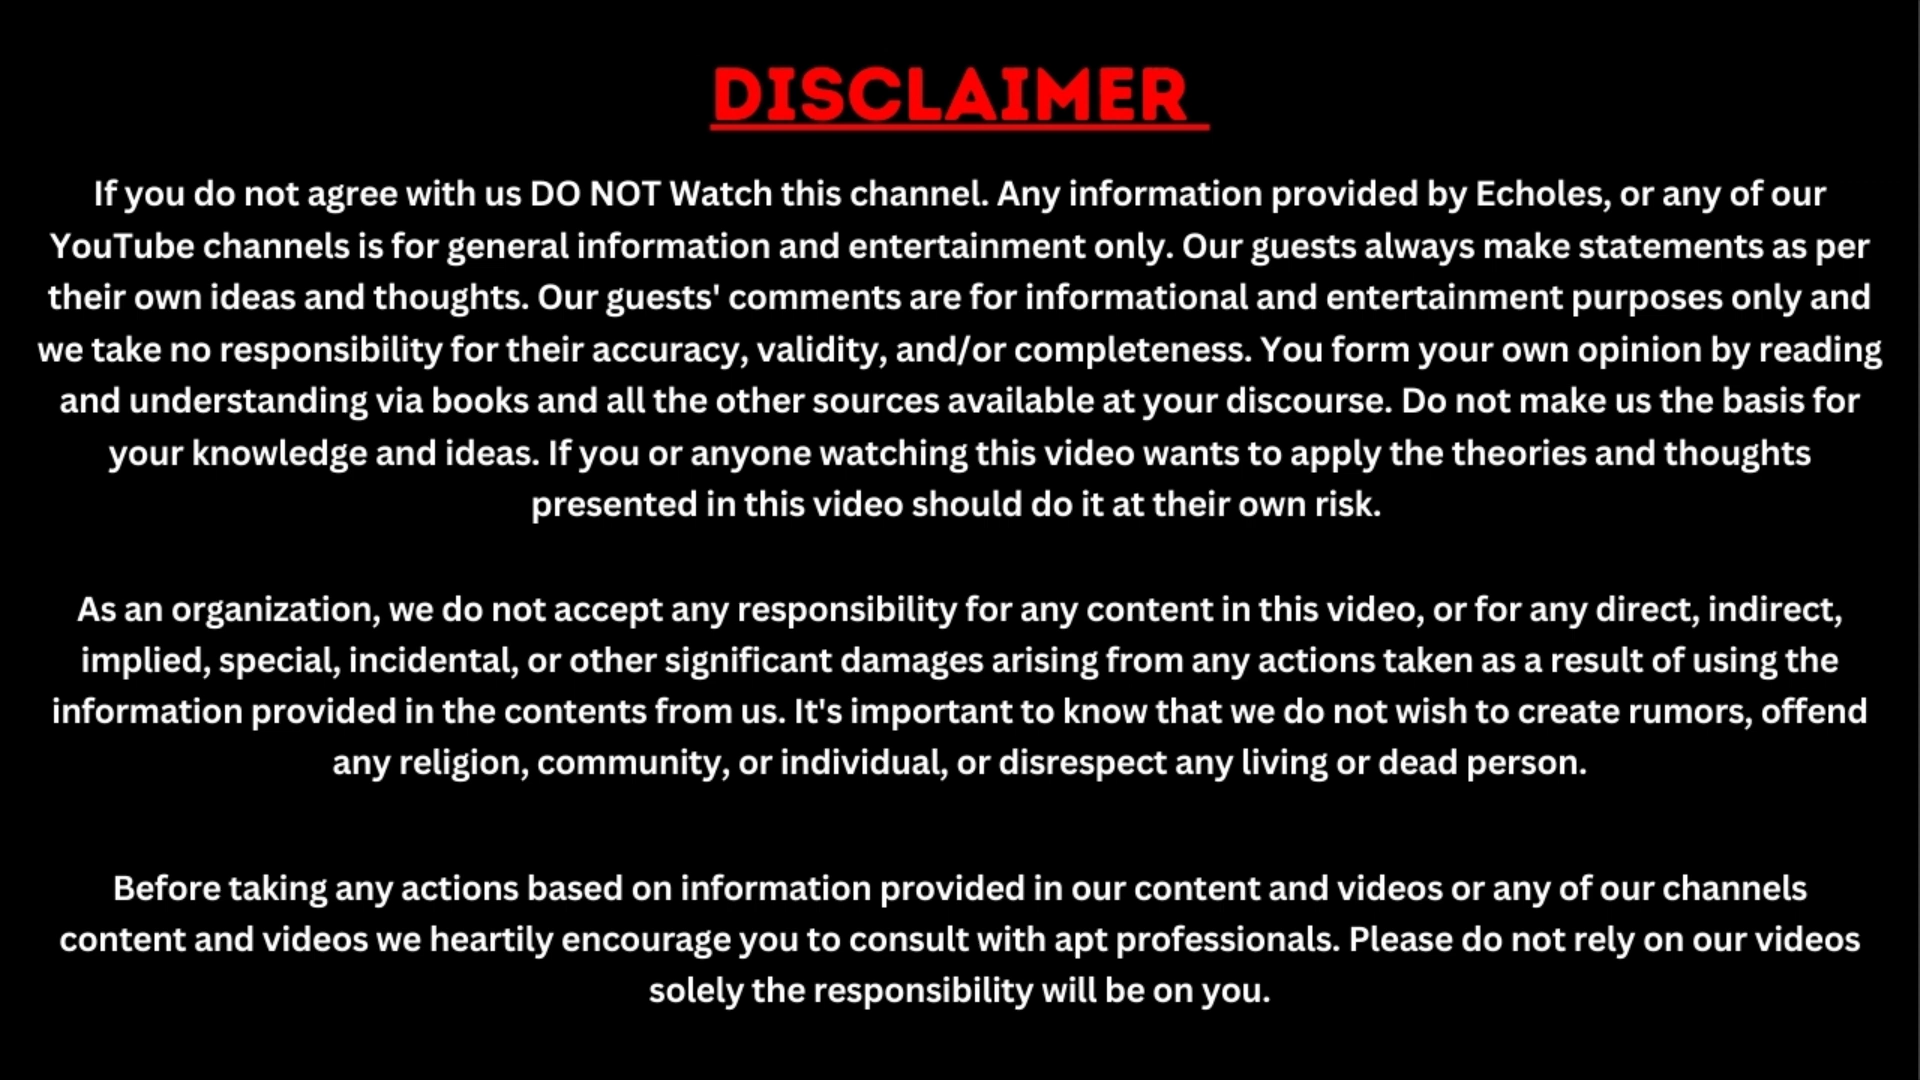 DISCLAIMER
If you do not agree with us DO NOT Watch this channel. Any information provided by Echoles, or any of our
YouTube channels is for general information and entertainment only. Our guests always make statements as per
their own ideas and thoughts. Our guests' comments are for informational and entertainment purposes only and
we take no responsibility for their accuracy, validity, and/or completeness. You form your own opinion by reading
and understanding via books and all the other sources available at your discourse. Do not make us the basis for
your knowledge and ideas. If you or anyone watching this video wants to apply the theories and thoughts
presented in this video should do it at their own risk.
As an organization, we do not accept any responsibility for any content in this video, or for any direct, indirect,
implied, special, incidental, or other significant damages arising from any actions taken as a result of using the
information provided in the contents from us. It's important to know that we do not wish to create rumors, offend
any religion, community, or individual, or disrespect any living or dead person.
Before taking any actions based on information provided in our content and videos or any of our channels
content and videos we heartily encourage you to consult with apt professionals. Please do not rely on our videos
solely the responsibility will be on you.